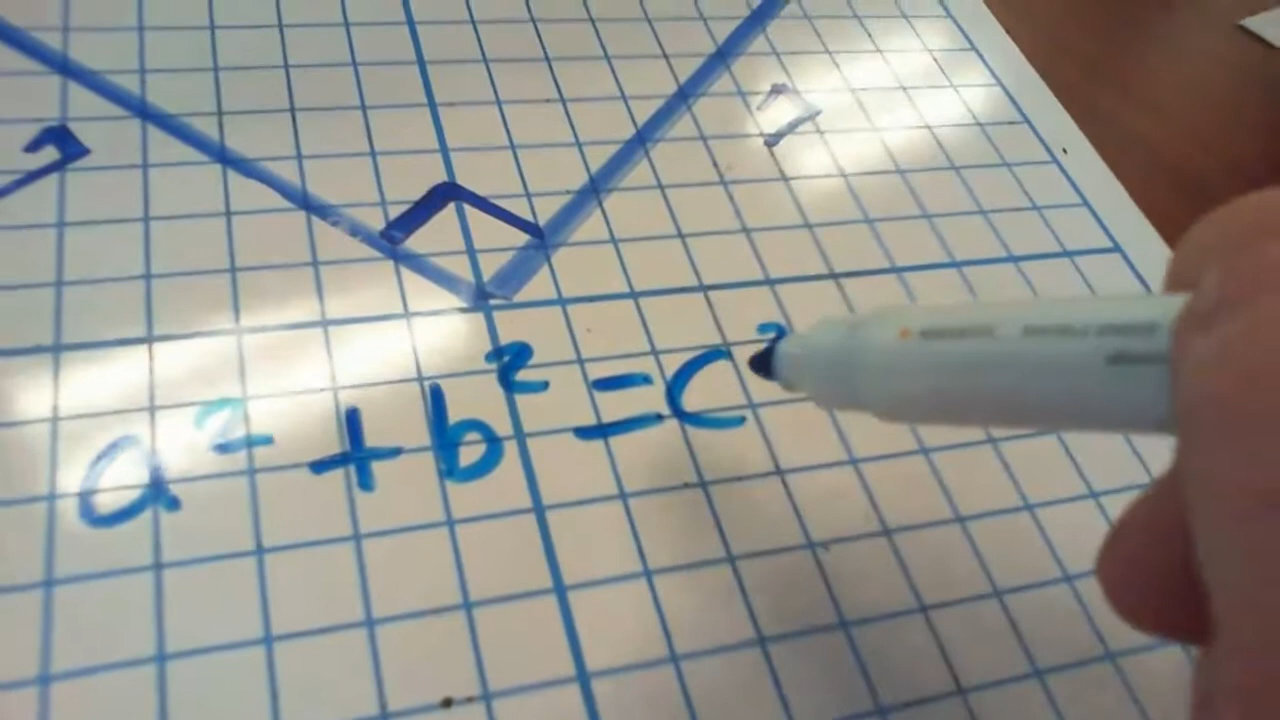 a² + b² = c²